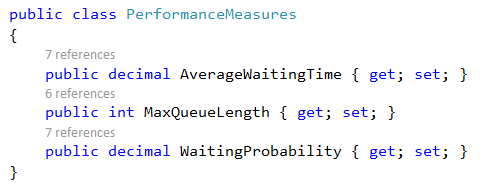 public class PerformanceMeasures
{
7 references
public decimal AverageWaitingTime { get; set; }
6 references
public int MaxQueueLength { get; set; }
7 references
public decimal WaitingProbability { get; set; }
}